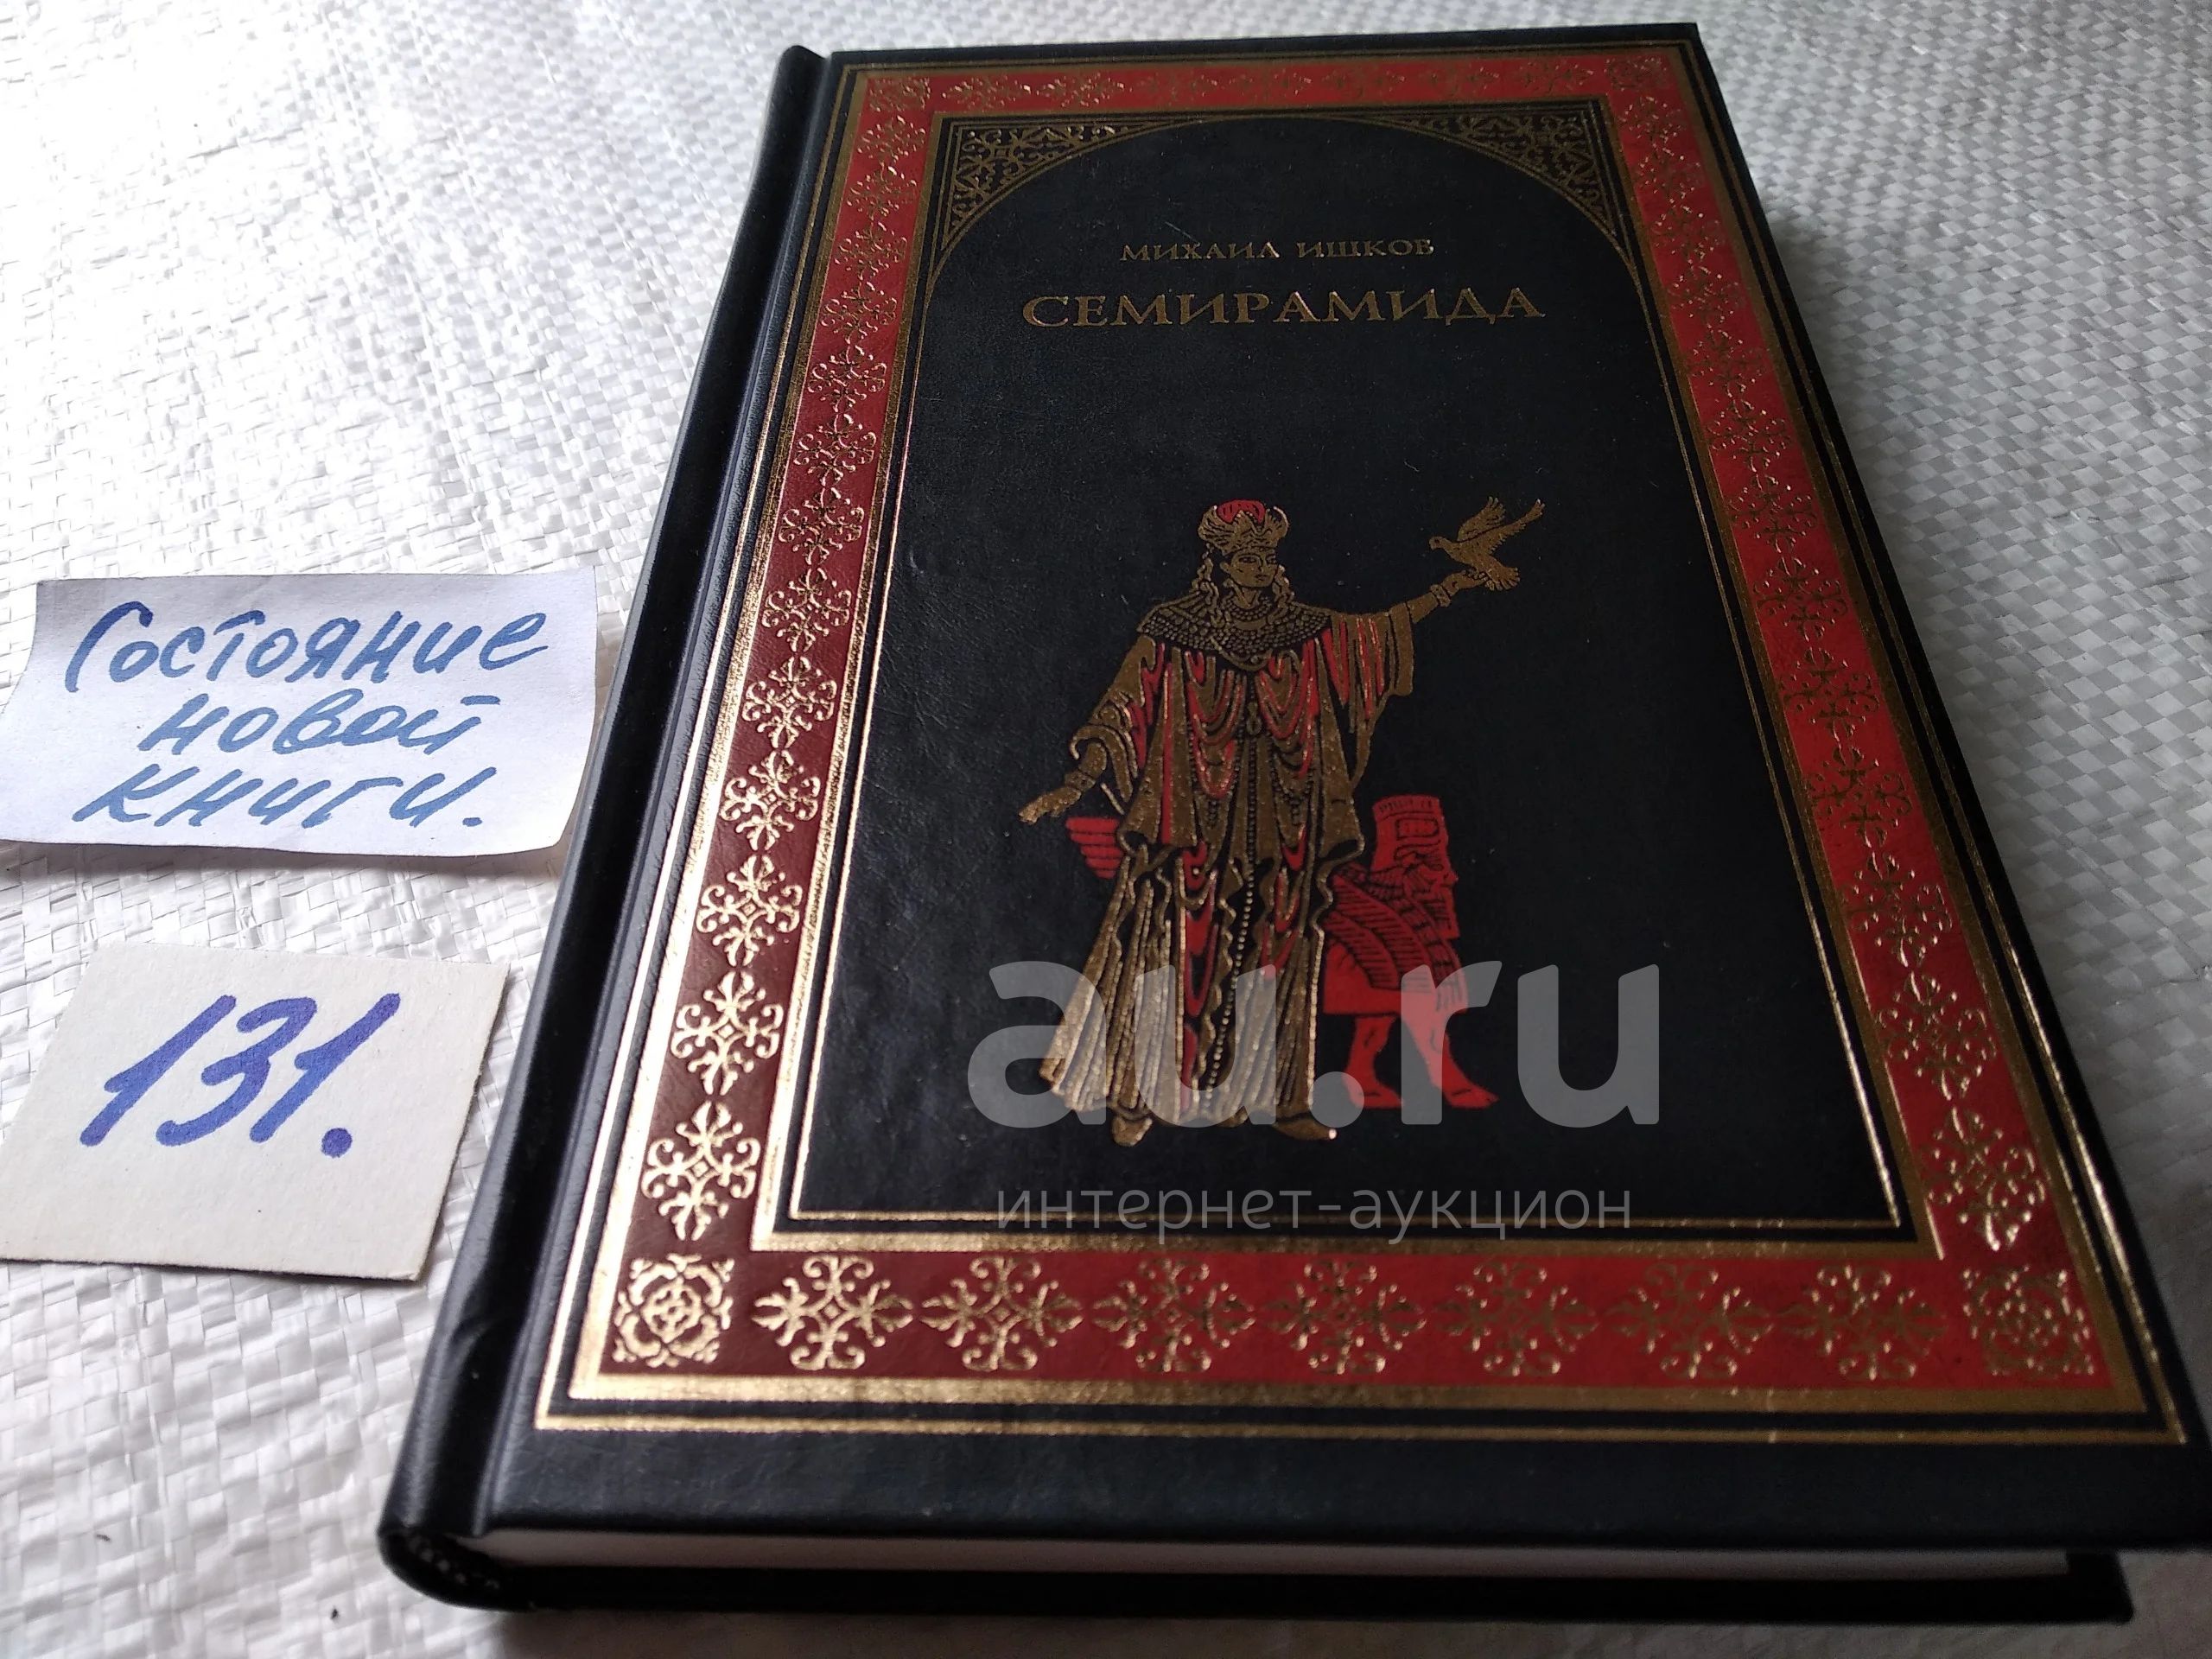 МИХАИЛ ИШКОВ
СЕМИРАМИДА
Состояние
новой
книги.
131.
au.ru
интернет-аукцион